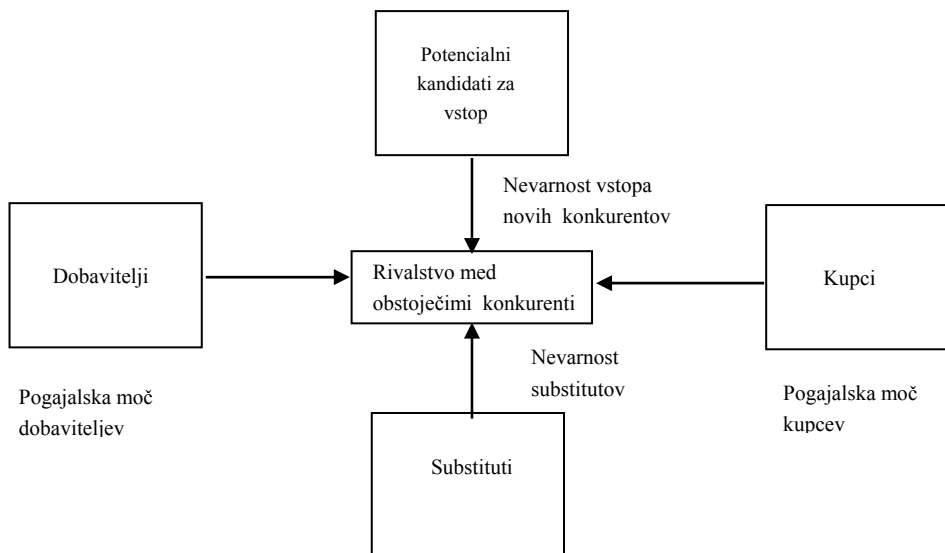 Potencialni
kandidati za
vstop
Nevarnost vstopa
novih konkurentov
Dobavitelji
Rivalstvo med
obstoječimi konkurenti
Kupci
Nevarnost
substitutov
Pogajalska moč
dobaviteljev
Pogajalska moč
kupcev
Substituti